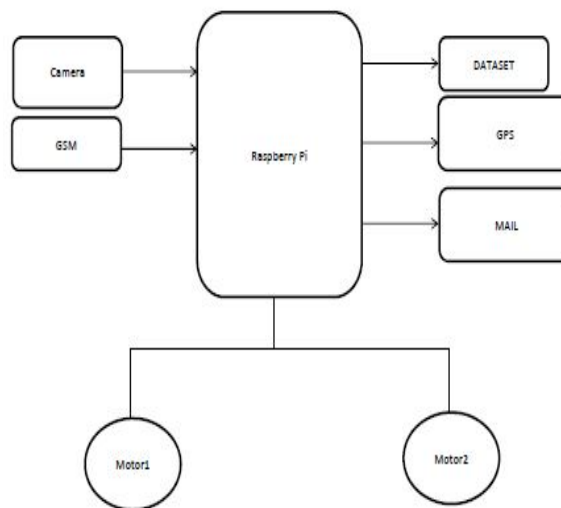 Camera
GSM
Raspberry Pi
DATASET
GPS
MAIL
Motor1
Motor2